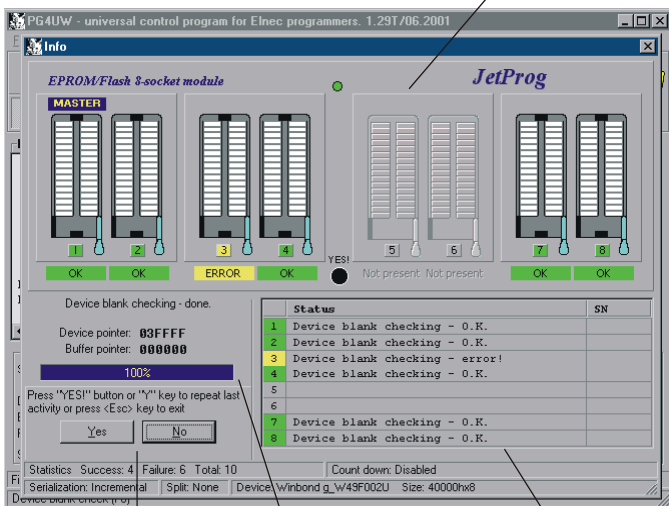 PG4UW - universal control program for Elnec programmers. 1.29T/06.2001
Info
EPROM/Flash 8-socket module
JetProg
MASTER
1 2 3 4 5 6 7 8
YES!
OK OK ERROR OK Not present Not present OK OK
Device blank checking - done.
Device pointer: 03FFFF
Buffer pointer: 000000
100%
Press "YES!" button or "Y" key to repeat last
activity or press <Esc> key to exit
Yes No
Status SN
1 Device blank checking - O.K.
2 Device blank checking - O.K.
3 Device blank checking - error!
4 Device blank checking - O.K.
5
6
7 Device blank checking - O.K.
8 Device blank checking - O.K.
Statistics Success: 4 Failure: 6 Total: 10 Count down: Disabled
Serialization: Incremental Split: None Device: Winbond g_W49F002U Size: 40000hx8